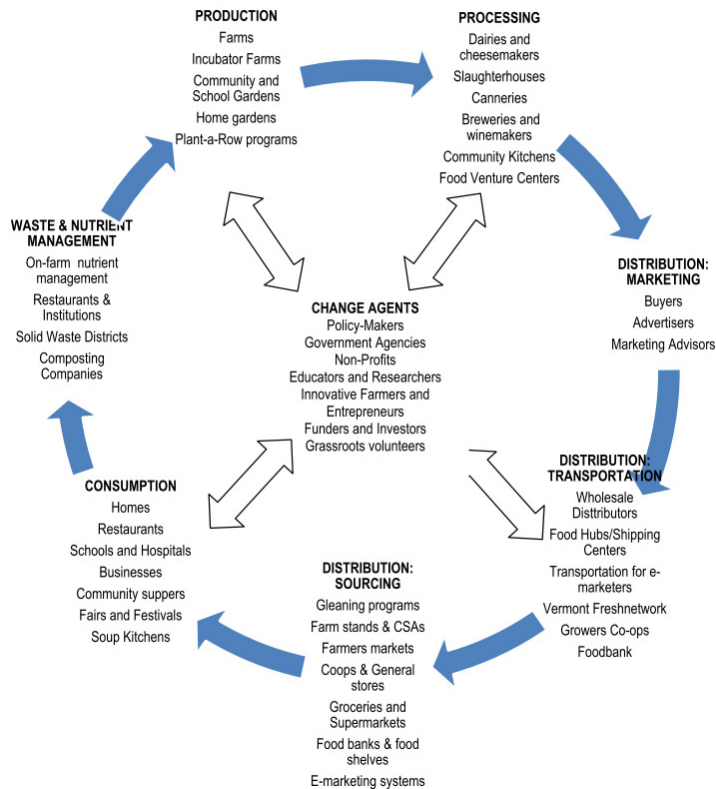 PRODUCTION
Farms
Incubator Farms
Community and
School Gardens
Home gardens
Plant-a-Row programs
PROCESSING
Dairies and
cheesemakers
Slaughterhouses
Canneries
Breweries and
winemakers
Community Kitchens
Food Venture Centers
DISTRIBUTION:
MARKETING
Buyers
Advertisers
Marketing Advisors
DISTRIBUTION:
TRANSPORTATION
Wholesale
Disttributors
Food Hubs/Shipping
Centers
Transportation for e-
marketers
Vermont Freshnetwork
Growers Co-ops
Foodbank
DISTRIBUTION:
SOURCING
Gleaning programs
Farm stands & CSAs
Farmers markets
Coops & General
stores
Groceries and
Supermarkets
Food banks & food
shelves
E-marketing systems
CONSUMPTION
Homes
Restaurants
Schools and Hospitals
Businesses
Community suppers
Fairs and Festivals
Soup Kitchens
WASTE & NUTRIENT
MANAGEMENT
On-farm nutrient
management
Restaurants &
Institutions
Solid Waste Districts
Composting
Companies
CHANGE AGENTS
Policy-Makers
Government Agencies
Non-Profits
Educators and Researchers
Innovative Farmers and
Entrepreneurs
Funders and Investors
Grassroots volunteers